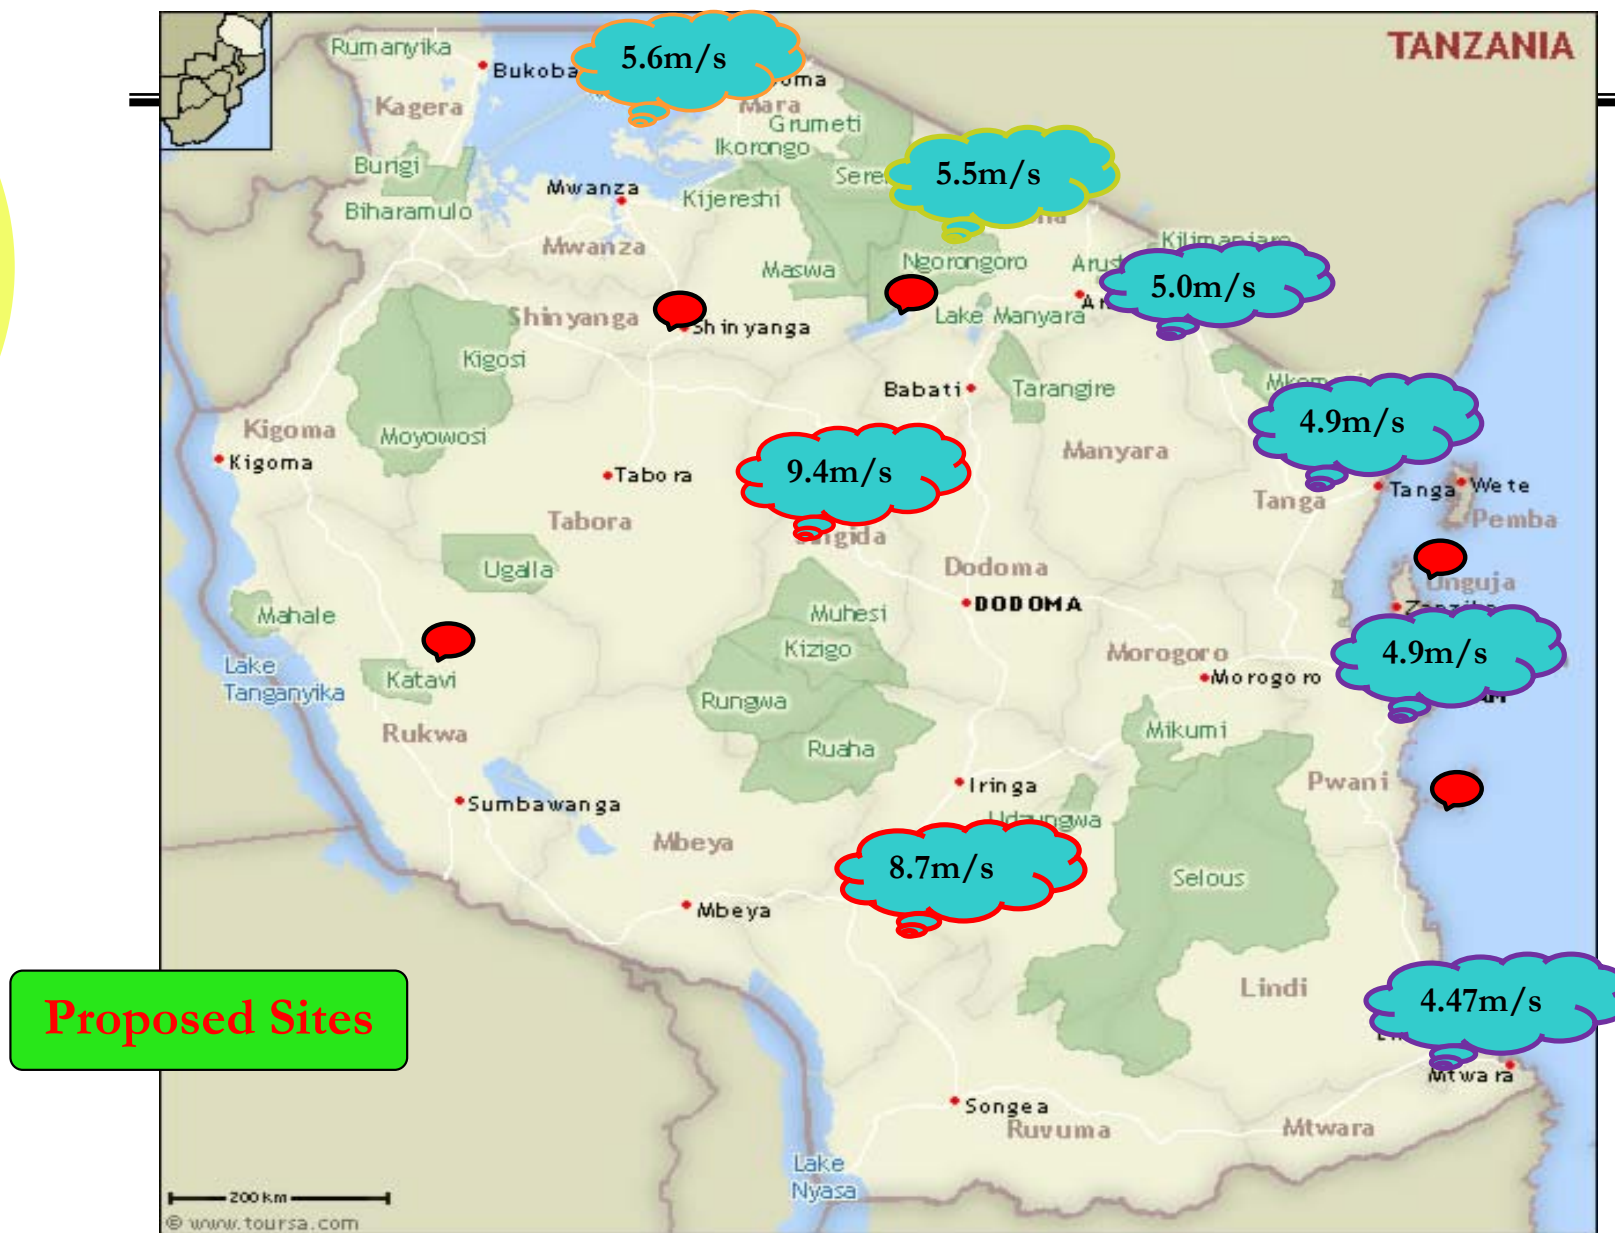 TANZANIA
Rumanyika
5.6m/s
Bukoba
Kagera
Mara
Grumeti
Ikorongo
Burigi
5.5m/s
Mwanza
Kijereshi
Biharamulo
Mwanza
Ngorongoro
Maswa
5.0m/s
Shinyanga
Lake Manyara
Shinyanga
Kigosi
Babati
Tarangire
4.9m/s
Kigoma
Moyowosi
Manyara
Kigoma
9.4m/s
Tabora
Tanga
Wete
Tanga
Pemba
Tabora
Dodoma
Ugalla
Unguja
DODOMA
Mahale
Muhesi
Kizigo
Morogoro
4.9m/s
Lake
Tanganyika
Katavi
Morogoro
Rungwa
Rukwa
Mikumi
Ruaha
Iringa
Pwani
Sumbawanga
Mbeya
8.7m/s
Selous
Mbeya
Lindi
4.47m/s
Proposed Sites
Mtwara
Songea
Ruvuma
Mtwara
Lake
Nyasa
200 km
© www.toursa.com